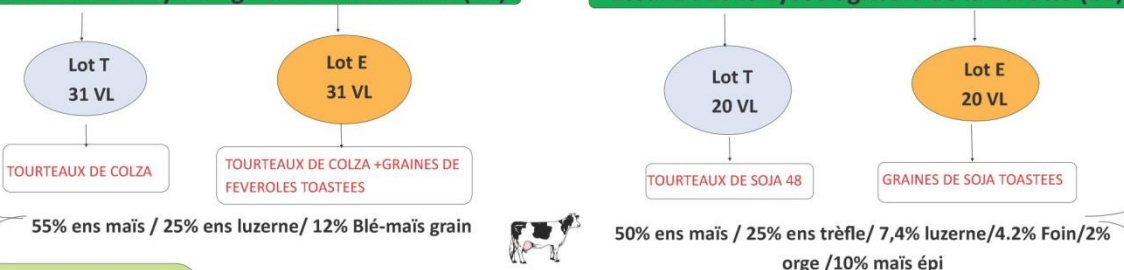 Lot T
31 VL
Lot E
31 VL
TOURTEAUX DE COLZA
TOURTEAUX DE COLZA +GRAINES DE
FEVEROLES TOASTEES
55% ens maïs / 25% ens luzerne/ 12% Blé-maïs grain
Lot T
20 VL
Lot E
20 VL
TOURTEAUX DE SOJA 48
GRAINES DE SOJA TOASTEES
50% ens maïs / 25% ens trèfle/ 7,4% luzerne/4.2% Foin/2%
orge /10% maïs épi